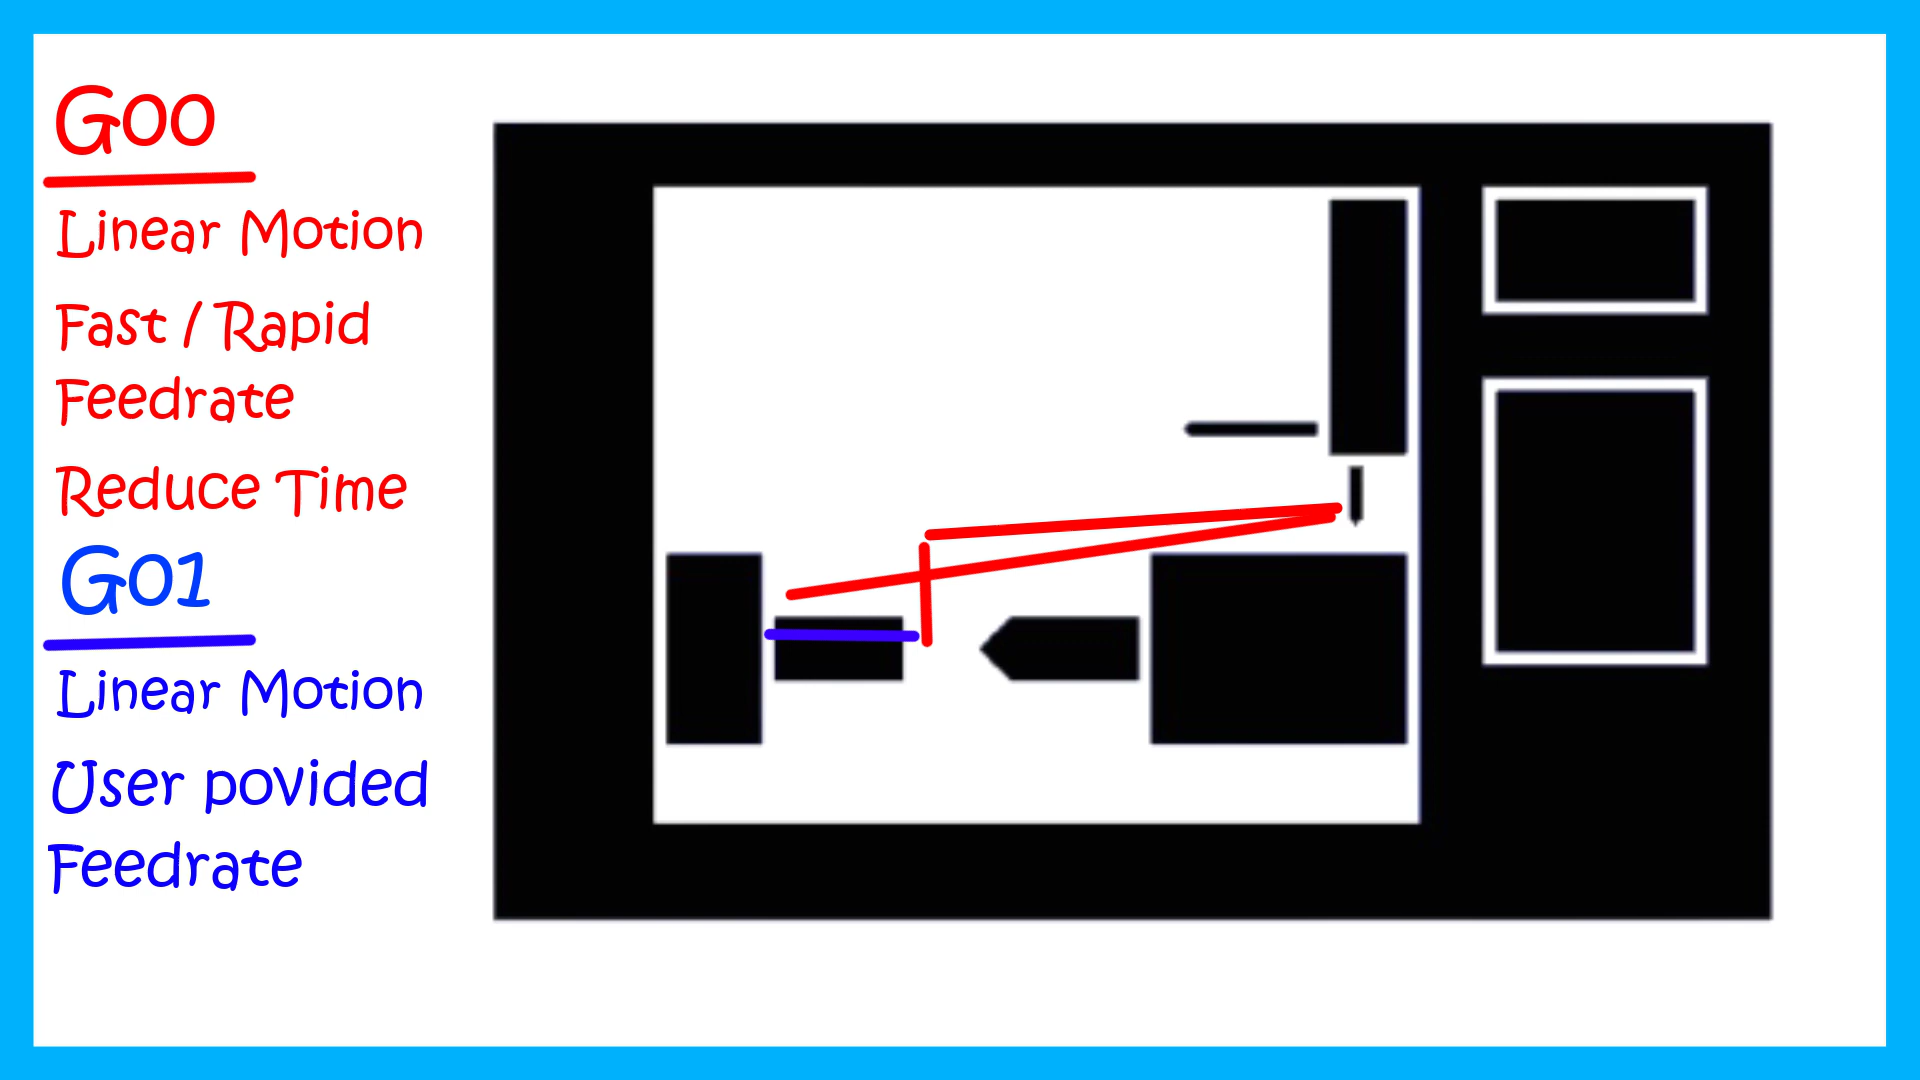 G00
Linear Motion
Fast / Rapid
Feedrate
Reduce Time
G01
Linear Motion
User povided
Feedrate